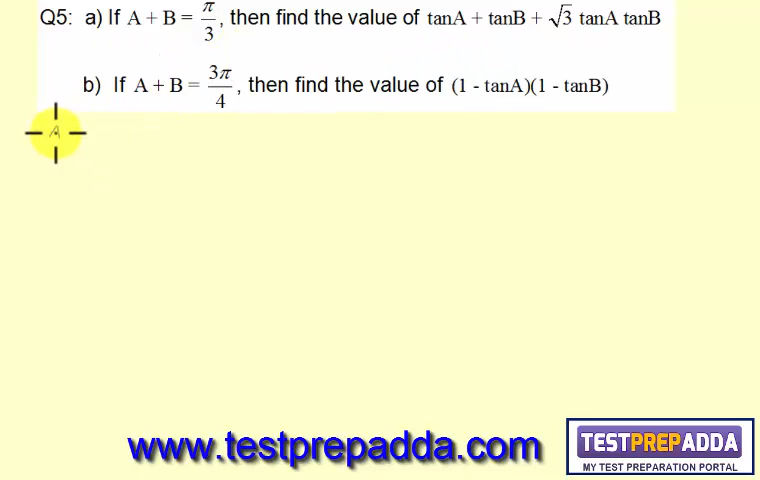 Q5: a) If A + B = π/3, then find the value of tanA + tanB + √3 tanA tanB
b) If A + B = 3π/4, then find the value of (1 - tanA)(1 - tanB)
A
www.testprepadda.com
TESTPREPADDA
MY TEST PREPARATION PORTAL